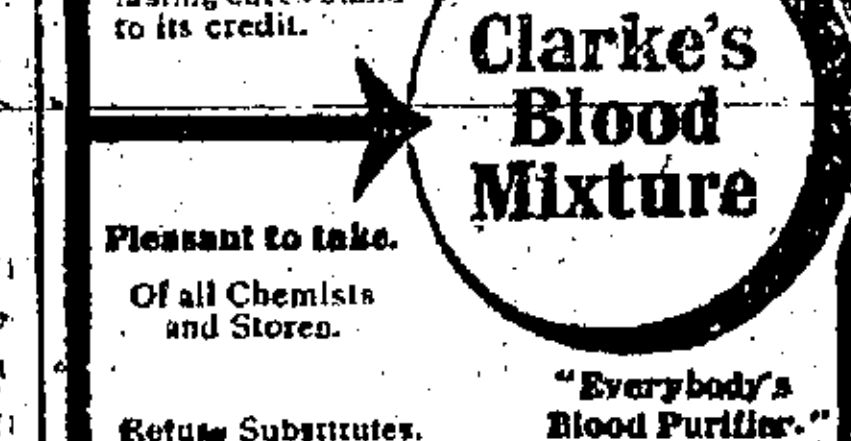 to its credit.
Clarke's
Blood
Mixture
Pleasant to take.
Of all Chemists
and Stores.
Refuse Substitutes.
"Everybody's
Blood Purifier."